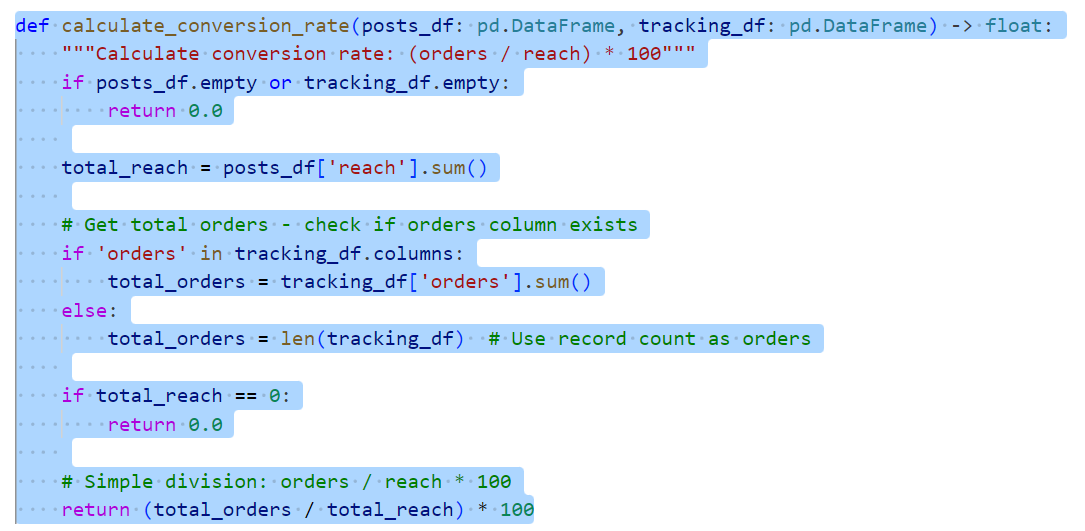 def calculate_conversion_rate(posts_df: pd.DataFrame, tracking_df: pd.DataFrame) -> float:
    """Calculate conversion rate: (orders / reach) * 100"""
    if posts_df.empty or tracking_df.empty:
        return 0.0
    total_reach = posts_df['reach'].sum()
    # Get total orders - check if orders column exists
    if 'orders' in tracking_df.columns:
        total_orders = tracking_df['orders'].sum()
    else:
        total_orders = len(tracking_df)  # Use record count as orders
    if total_reach == 0:
        return 0.0
    # Simple division: orders / reach * 100
    return (total_orders / total_reach) * 100